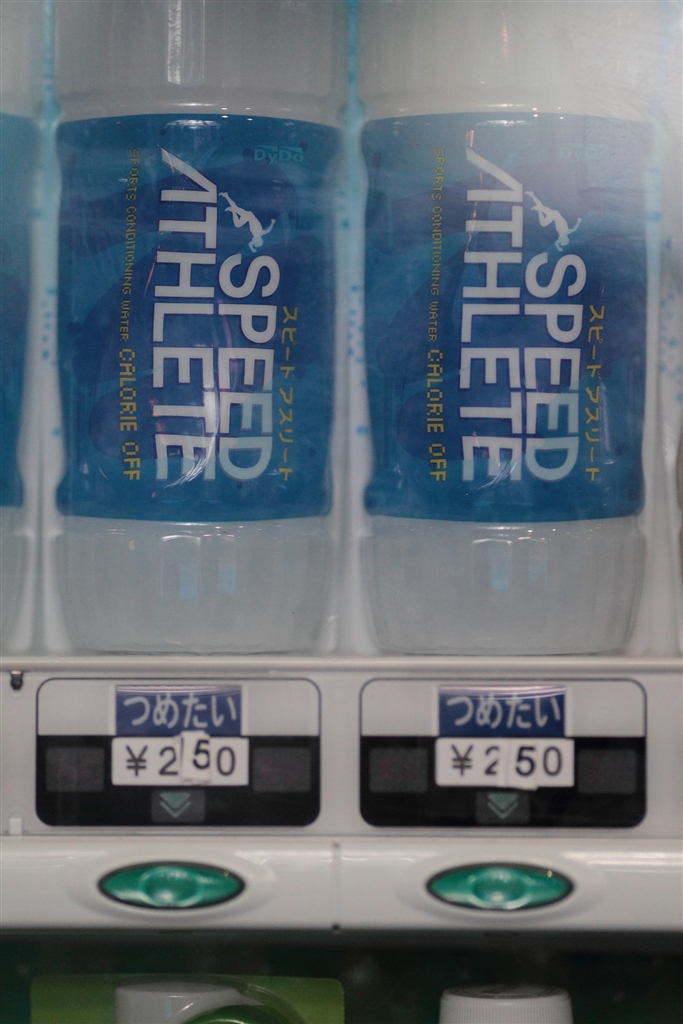 DyDo
スピード アスリート
SPEED
ATHLETE
SPORTS CONDITIONING WATER CALORIE OFF
DyDo
スピード アスリート
SPEED
ATHLETE
SPORTS CONDITIONING WATER CALORIE OFF
つめたい
¥250
つめたい
¥250